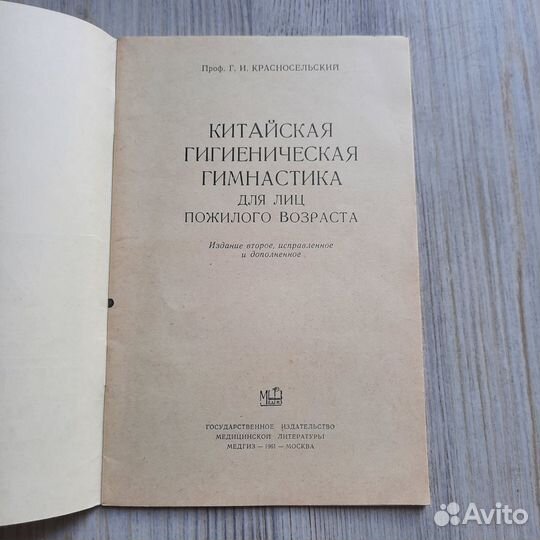 Проф. Г. И. КРАСНОСЕЛЬСКИЙ
КИТАЙСКАЯ
ГИГИЕНИЧЕСКАЯ
ГИМНАСТИКА
ДЛЯ ЛИЦ
ПОЖИЛОГО ВОЗРАСТА
Издание второе, исправленное
и дополненное
ГОСУДАРСТВЕННОЕ ИЗДАТЕЛЬСТВО
МЕДИЦИНСКОЙ ЛИТЕРАТУРЫ
МЕДГИЗ — 1961 — МОСКВА
Avito